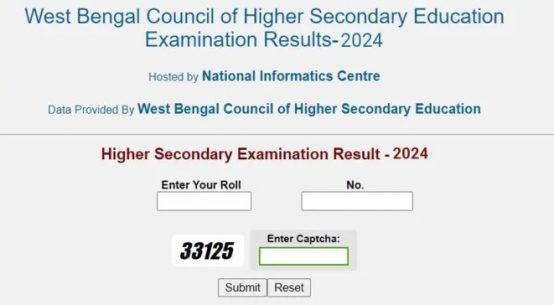 West Bengal Council of Higher Secondary Education
Examination Results-2024
Hosted by National Informatics Centre
Data Provided By West Bengal Council of Higher Secondary Education
Higher Secondary Examination Result - 2024
Enter Your Roll No.
33125 Enter Captcha:
Submit Reset